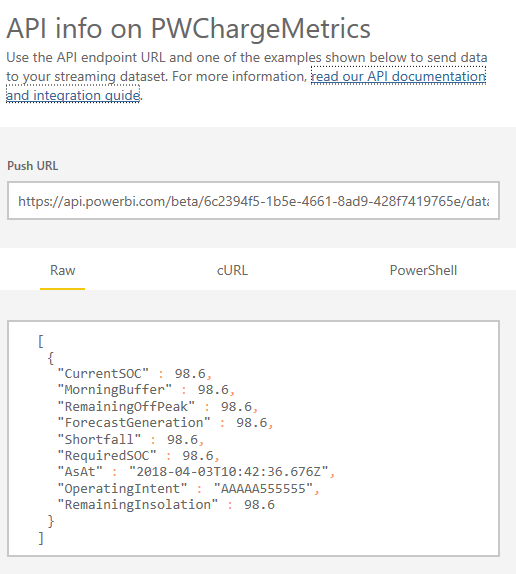 API info on PWChargeMetrics
Use the API endpoint URL and one of the examples shown below to send data
to your streaming dataset. For more information, read our API documentation
and integration guide.
Push URL
https://api.powerbi.com/beta/6c2394f5-1b5e-4661-8ad9-428f7419765e/data
Raw cURL PowerShell
[
{
"CurrentSOC" : 98.6,
"MorningBuffer" : 98.6,
"RemainingOffPeak" : 98.6,
"ForecastGeneration" : 98.6,
"Shortfall" : 98.6,
"RequiredSOC" : 98.6,
"AsAt" : "2018-04-03T10:42:36.676Z",
"OperatingIntent" : "AAAAA555555",
"RemainingInsolation" : 98.6
}
]